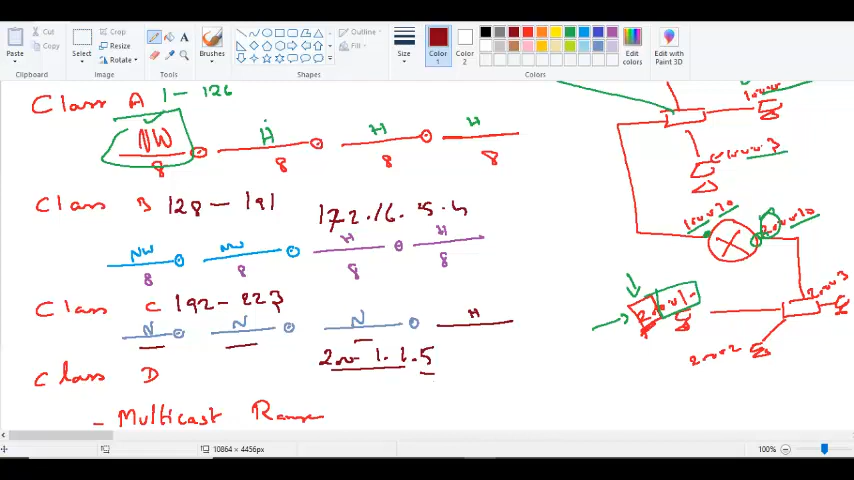 Cut
Copy
Paste
Clipboard
Crop
Resize
Rotate
Select
Image
Tools
Brushes
Outline
Fill
Shapes
Size
Color 1
Color 2
Edit colors
Edit with Paint 3D
Colors
Class A 1 - 126
NW H H H
8 8 8 8
Class B 128 - 191
172.16.
NW NW H H
8 8 8 8
Class C 192 - 223
N N N H
200.1.1.5
Class D
- Multicast Range
10864 × 4456px
100%